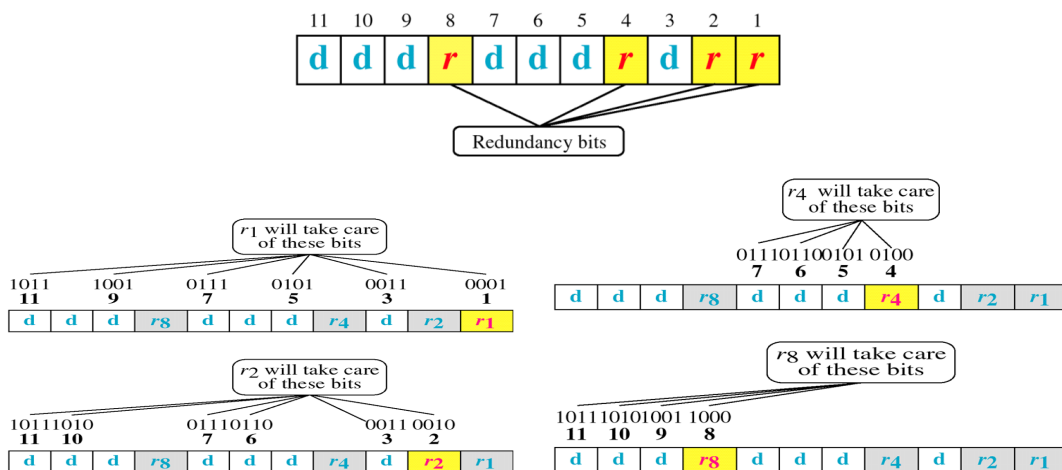 11 10 9 8 7 6 5 4 3 2 1
d d d r d d d r d r r
Redundancy bits
r1 will take care
of these bits
1011 1001 0111 0101 0011 0001
11 9 7 5 3 1
d d d r8 d d d r4 d r2 r1
r4 will take care
of these bits
0111 0110 0101 0100
7 6 5 4
d d d r8 d d d r4 d r2 r1
r2 will take care
of these bits
1011 1010 0111 0110 0011 0010
11 10 7 6 3 2
d d d r8 d d d r4 d r2 r1
r8 will take care
of these bits
1011 1010 1001 1000
11 10 9 8
d d d r8 d d d r4 d r2 r1